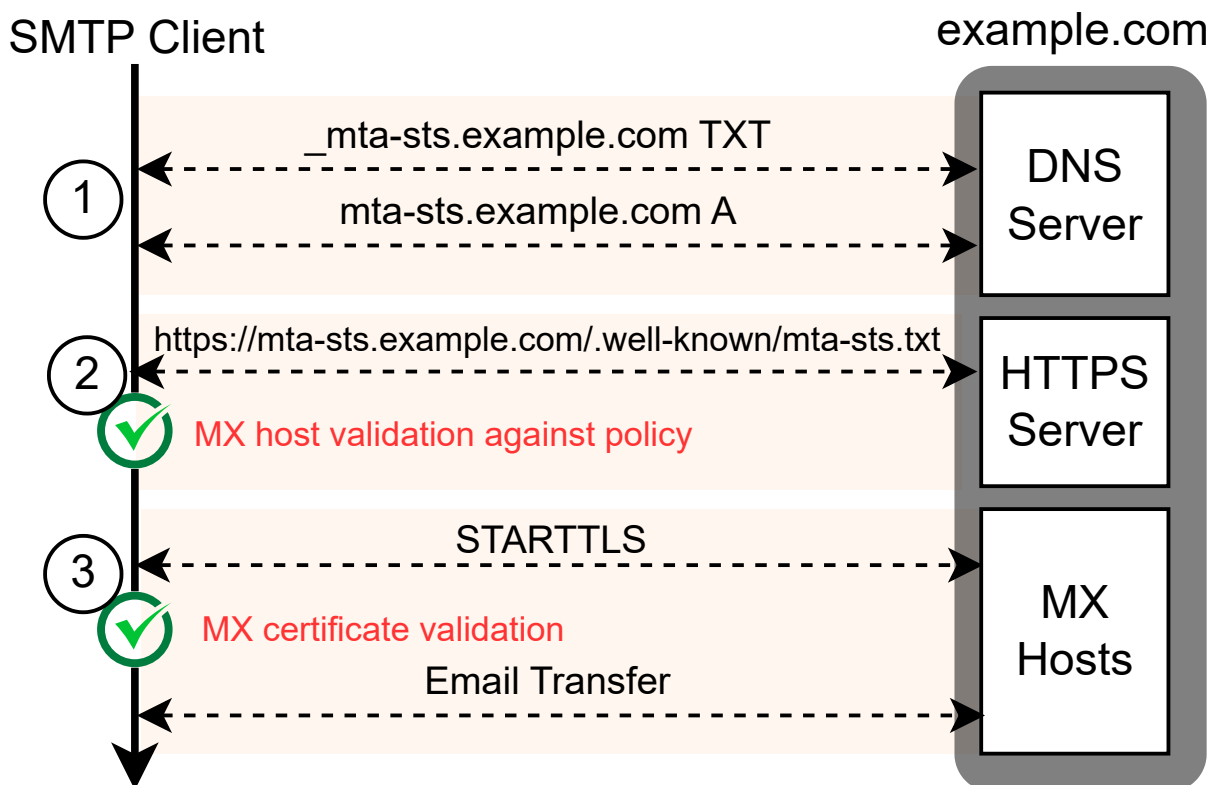 SMTP Client
example.com
_mta-sts.example.com TXT
1
mta-sts.example.com A
DNS
Server
https://mta-sts.example.com/.well-known/mta-sts.txt
2
MX host validation against policy
HTTPS
Server
STARTTLS
3
MX certificate validation
Email Transfer
MX
Hosts